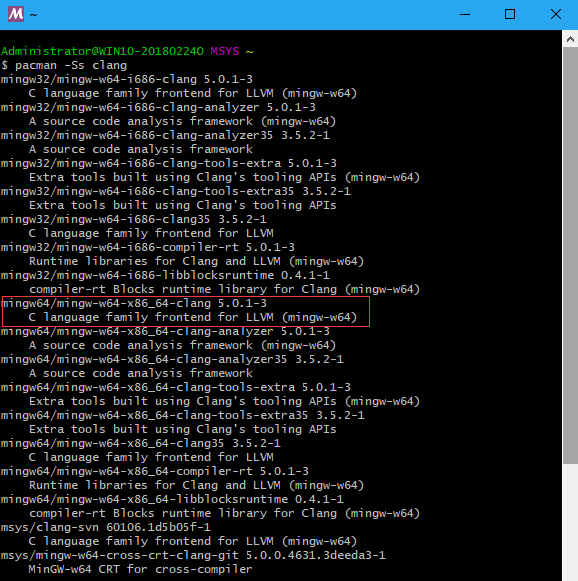 M ~
Administrator@WIN10-201802240 MSYS ~
$ pacman -Ss clang
mingw32/mingw-w64-i686-clang 5.0.1-3
    C language family frontend for LLVM (mingw-w64)
mingw32/mingw-w64-i686-clang-analyzer 5.0.1-3
    A source code analysis framework (mingw-w64)
mingw32/mingw-w64-i686-clang-analyzer35 3.5.2-1
    A source code analysis framework
mingw32/mingw-w64-i686-clang-tools-extra 5.0.1-3
    Extra tools built using Clang's tooling APIs (mingw-w64)
mingw32/mingw-w64-i686-clang-tools-extra35 3.5.2-1
    Extra tools built using Clang's tooling APIs
mingw32/mingw-w64-i686-clang35 3.5.2-1
    C language family frontend for LLVM
mingw32/mingw-w64-i686-compiler-rt 5.0.1-3
    Runtime libraries for Clang and LLVM (mingw-w64)
mingw32/mingw-w64-i686-libblocksruntime 0.4.1-1
    compiler-rt Blocks runtime library for Clang (mingw-w64)
mingw64/mingw-w64-x86_64-clang 5.0.1-3
    C language family frontend for LLVM (mingw-w64)
mingw64/mingw-w64-x86_64-clang-analyzer 5.0.1-3
    A source code analysis framework (mingw-w64)
mingw64/mingw-w64-x86_64-clang-analyzer35 3.5.2-1
    A source code analysis framework
mingw64/mingw-w64-x86_64-clang-tools-extra 5.0.1-3
    Extra tools built using Clang's tooling APIs (mingw-w64)
mingw64/mingw-w64-x86_64-clang-tools-extra35 3.5.2-1
    Extra tools built using Clang's tooling APIs
mingw64/mingw-w64-x86_64-clang35 3.5.2-1
    C language family frontend for LLVM
mingw64/mingw-w64-x86_64-compiler-rt 5.0.1-3
    Runtime libraries for Clang and LLVM (mingw-w64)
mingw64/mingw-w64-x86_64-libblocksruntime 0.4.1-1
    compiler-rt Blocks runtime library for Clang (mingw-w64)
msys/clang-svn 60106.1d5b05f-1
    C language family frontend for LLVM (mingw-w64)
msys/mingw-w64-cross-crt-clang-git 5.0.0.4631.3deeda3-1
    MinGW-w64 CRT for cross-compiler